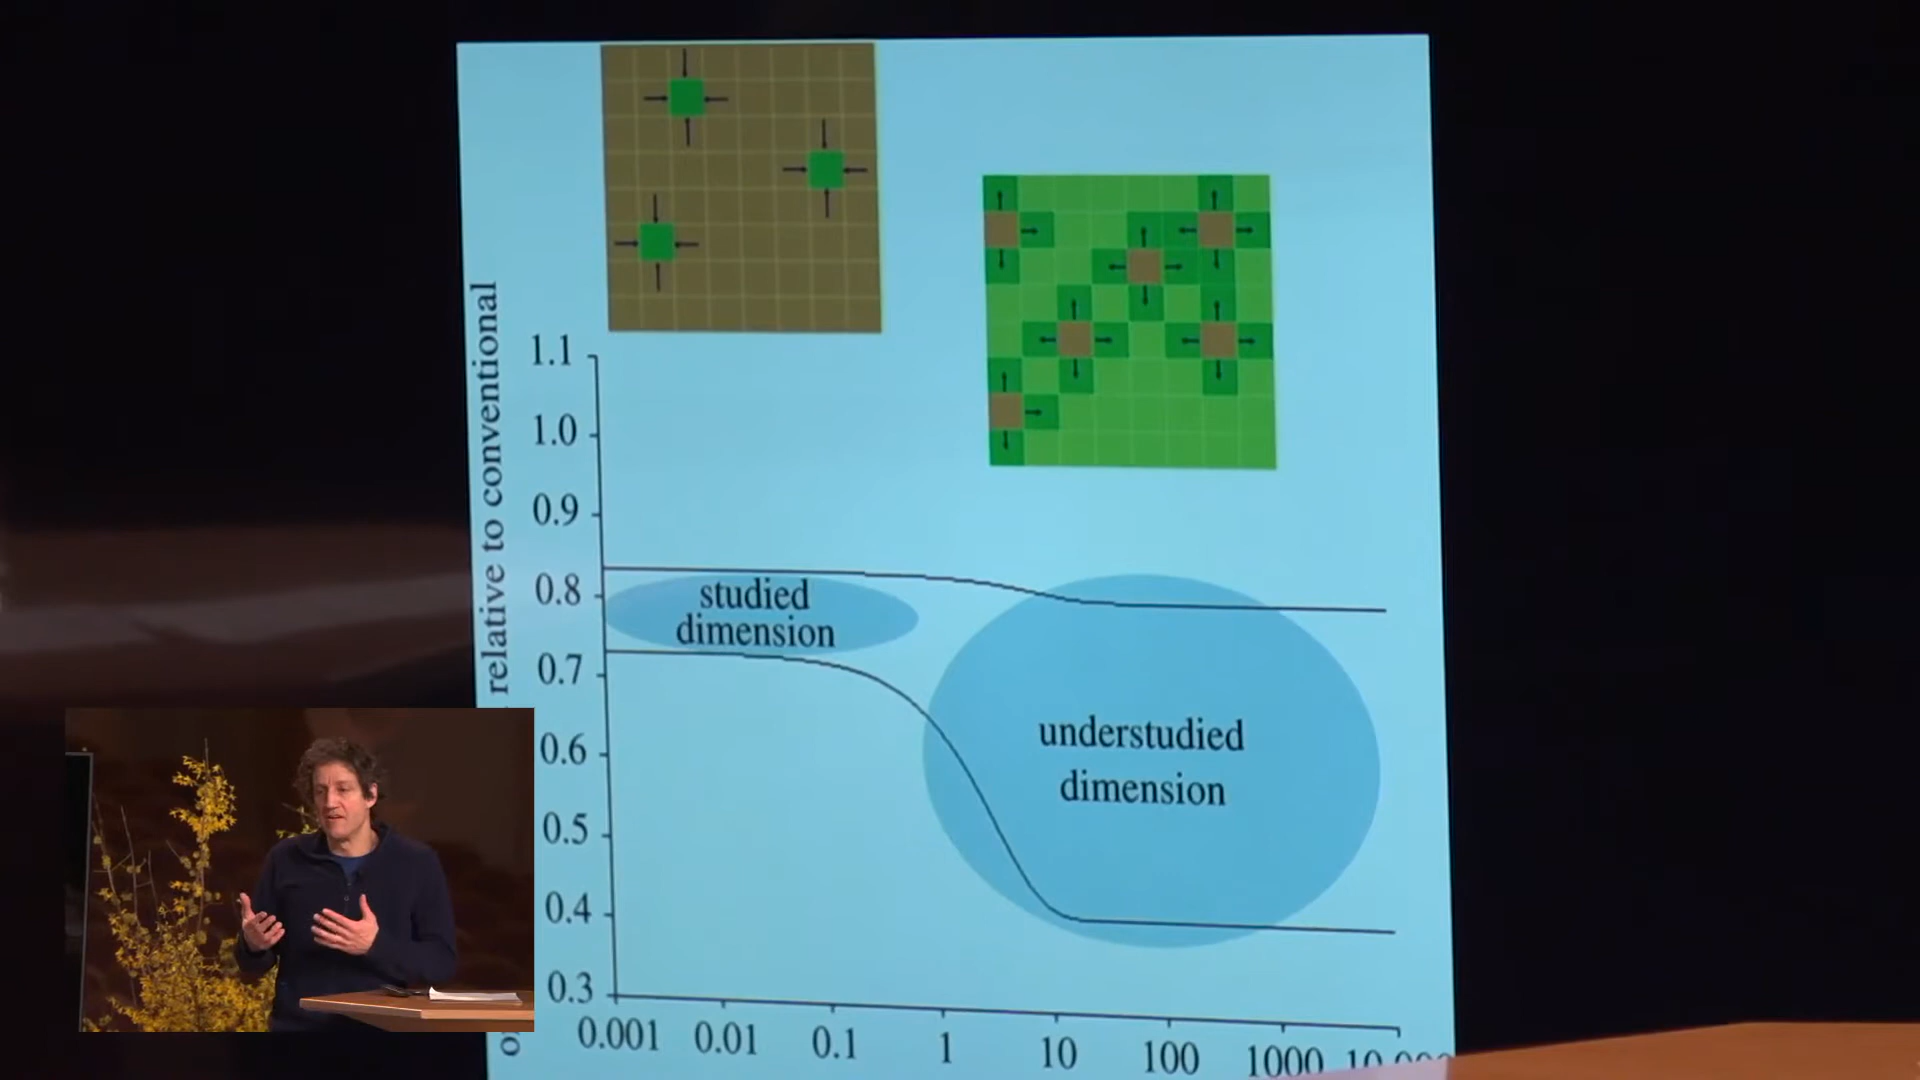 relative to conventional
1.1
1.0
0.9
0.8
0.7
0.6
0.5
0.4
0.3
studied
dimension
understudied
dimension
0.001 0.01 0.1 1 10 100 1000